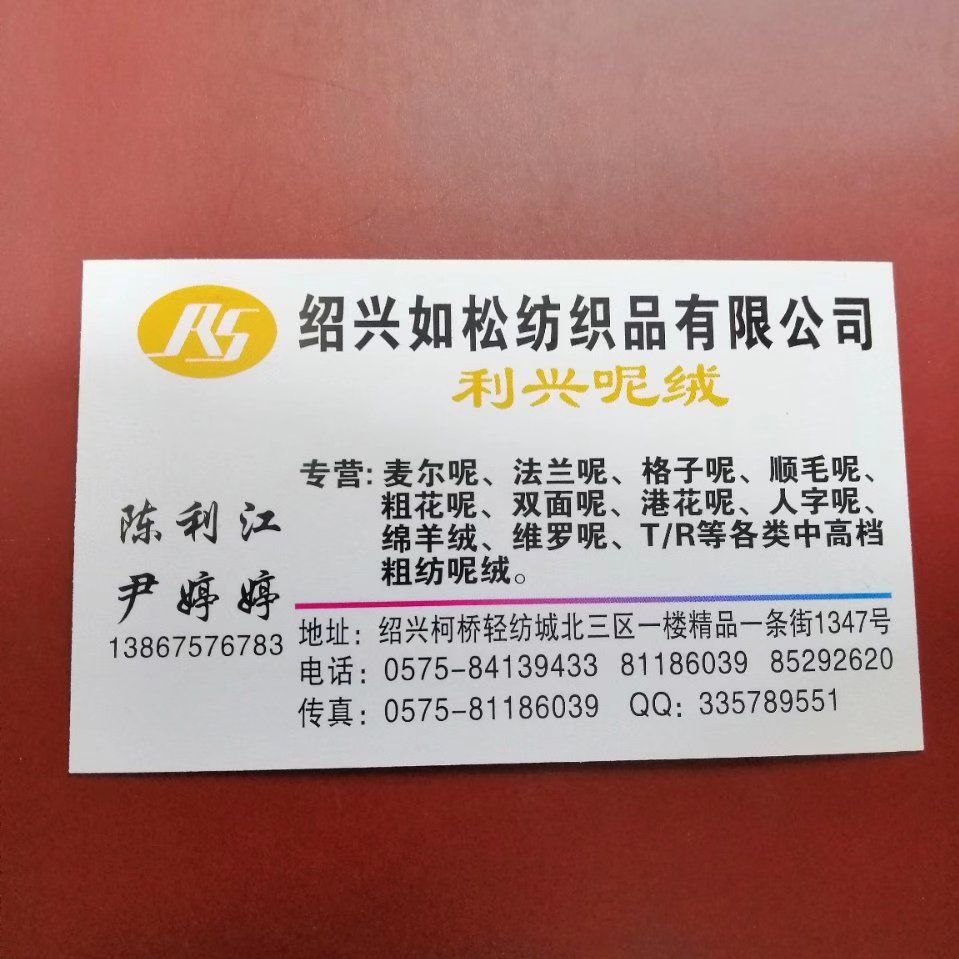 RS
绍兴如松纺织品有限公司
利兴呢绒
专营:麦尔呢、法兰呢、格子呢、顺毛呢、
粗花呢、双面呢、港花呢、人字呢、
绵羊绒、维罗呢、T/R等各类中高档
粗纺呢绒。
陈利江
尹婷婷
13867576783
地址：绍兴柯桥轻纺城北三区一楼精品一条街1347号
电话：0575-84139433 81186039 85292620
传真：0575-81186039 QQ：335789551